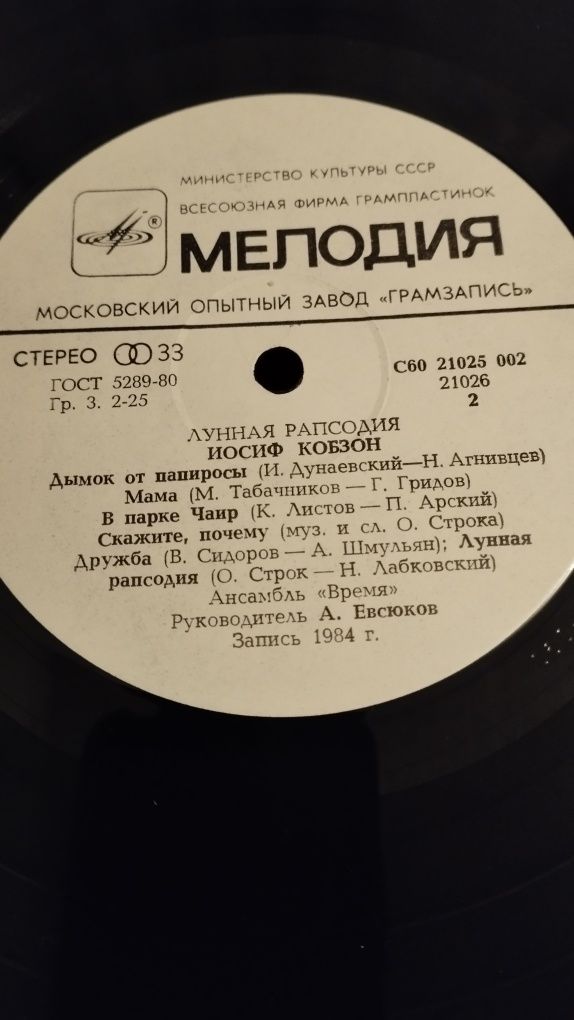 МИНИСТЕРСТВО КУЛЬТУРЫ СССР
ВСЕСОЮЗНАЯ ФИРМА ГРАМПЛАСТИНОК
®
МЕЛОДИЯ
МОСКОВСКИЙ ОПЫТНЫЙ ЗАВОД «ГРАМЗАПИСЬ»
СТЕРЕО 33
ГОСТ 5289-80
Гр. 3. 2-25
С60 21025 002
21026
2
ЛУННАЯ РАПСОДИЯ
ИОСИФ КОБЗОН
Дымок от папиросы (И. Дунаевский—Н. Агнивцев)
Мама (М. Табачников — Г. Гридов)
В парке Чаир (К. Листов — П. Арский)
Скажите, почему (муз. и сл. О. Строка)
Дружба (В. Сидоров — А. Шмульян); Лунная
рапсодия (О. Строк — Н. Лабковский)
Ансамбль «Время»
Руководитель А. Евсюков
Запись 1984 г.